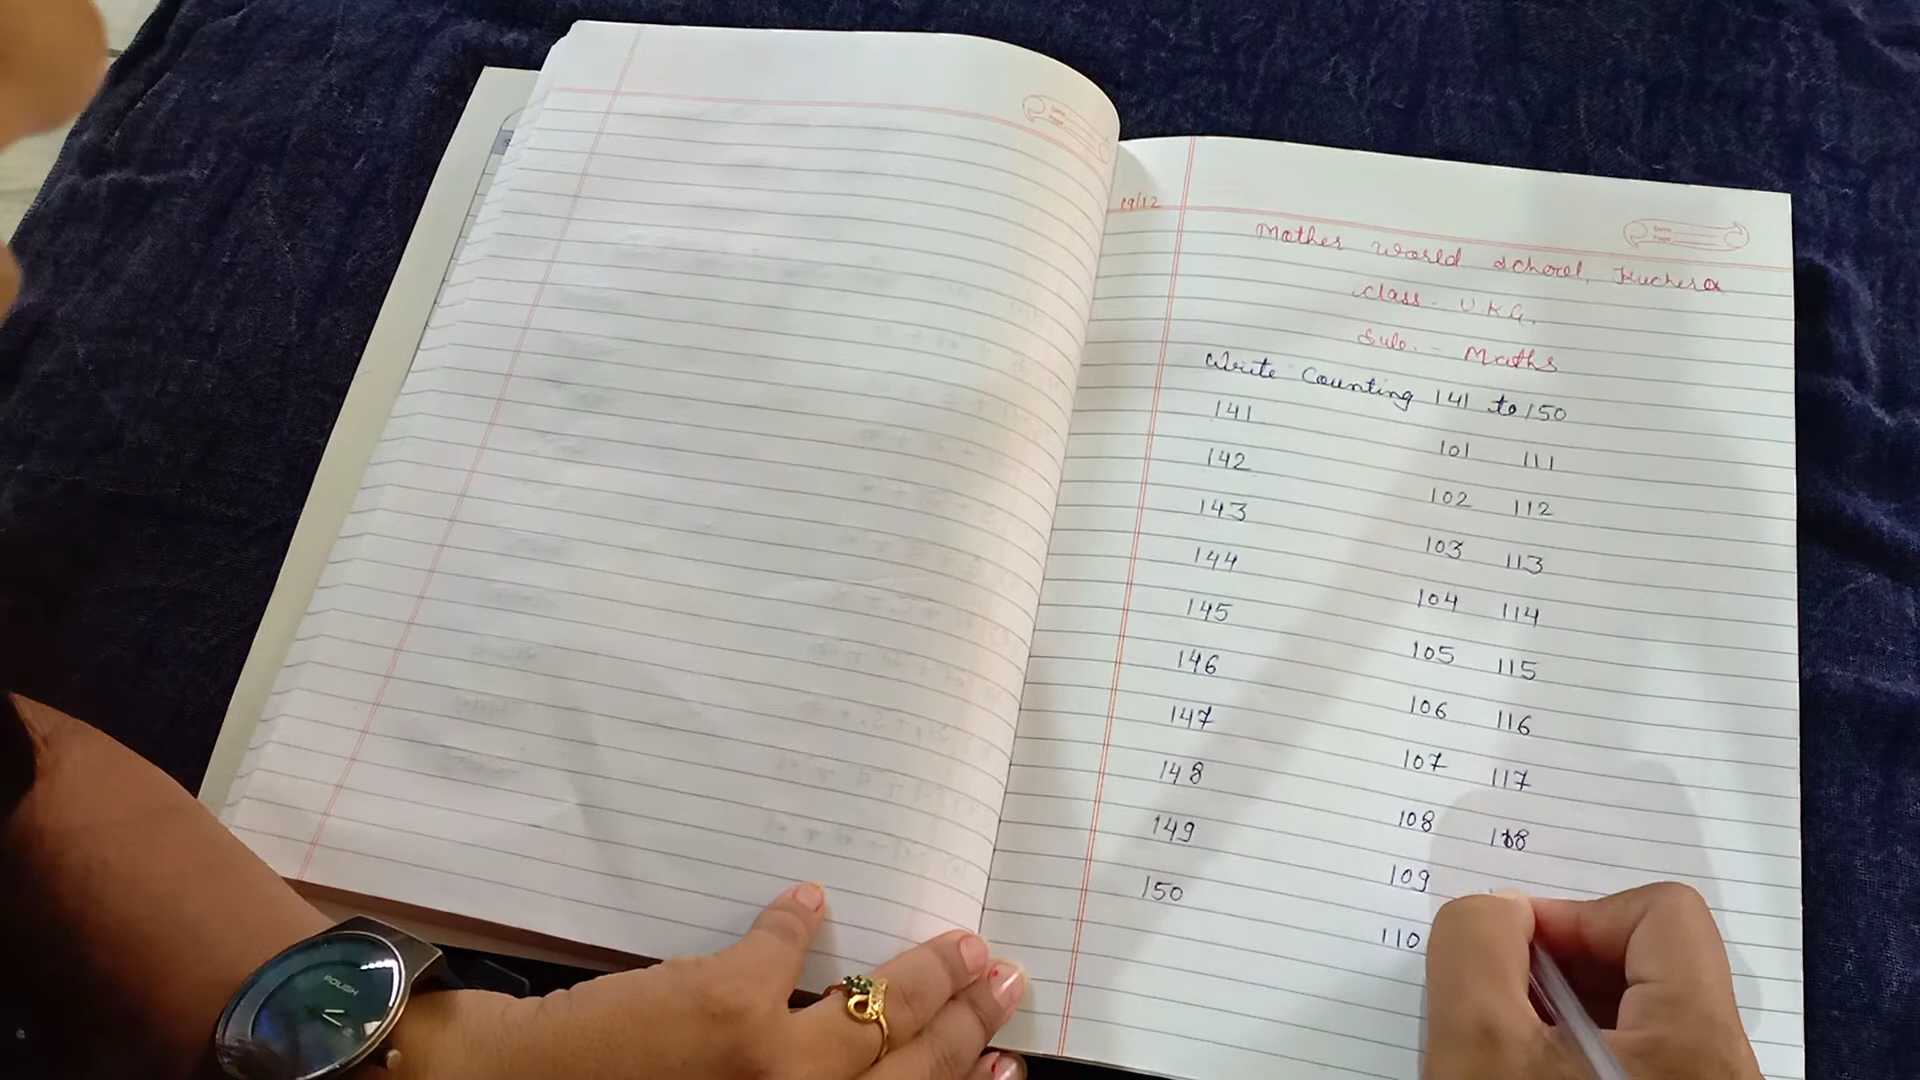 19/12
Mother world school, Kuchera
Class - U.K.G.
Sub. - Maths
Write Counting 141 to 150
141 101 111
142 102 112
143 103 113
144 104 114
145 105 115
146 106 116
147 107 117
148 108 118
149 109
150 110
POLISH